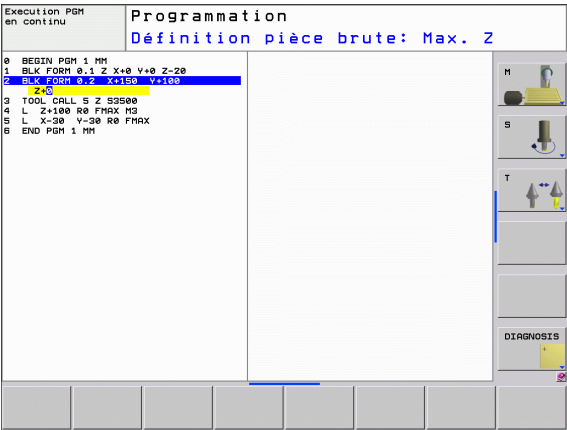 Execution PGM
en continu
Programmation
Définition pièce brute: Max. Z
0 BEGIN PGM 1 MM
1 BLK FORM 0.1 Z X+0 Y+0 Z-20
2 BLK FORM 0.2 X+150 Y+100
Z+0
3 TOOL CALL 5 Z S3500
4 L Z+100 R0 FMAX M3
5 L X-30 Y-30 R0 FMAX
6 END PGM 1 MM
M
S
T
DIAGNOSIS